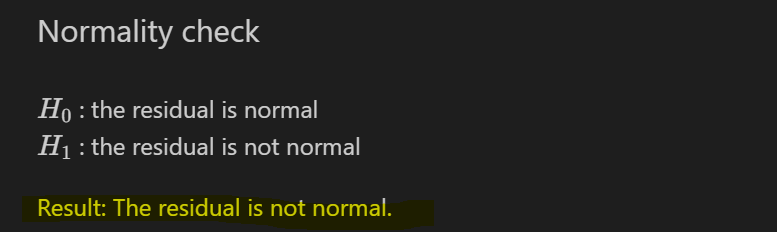 Normality check
H₀ : the residual is normal
H₁ : the residual is not normal
Result: The residual is not normal.